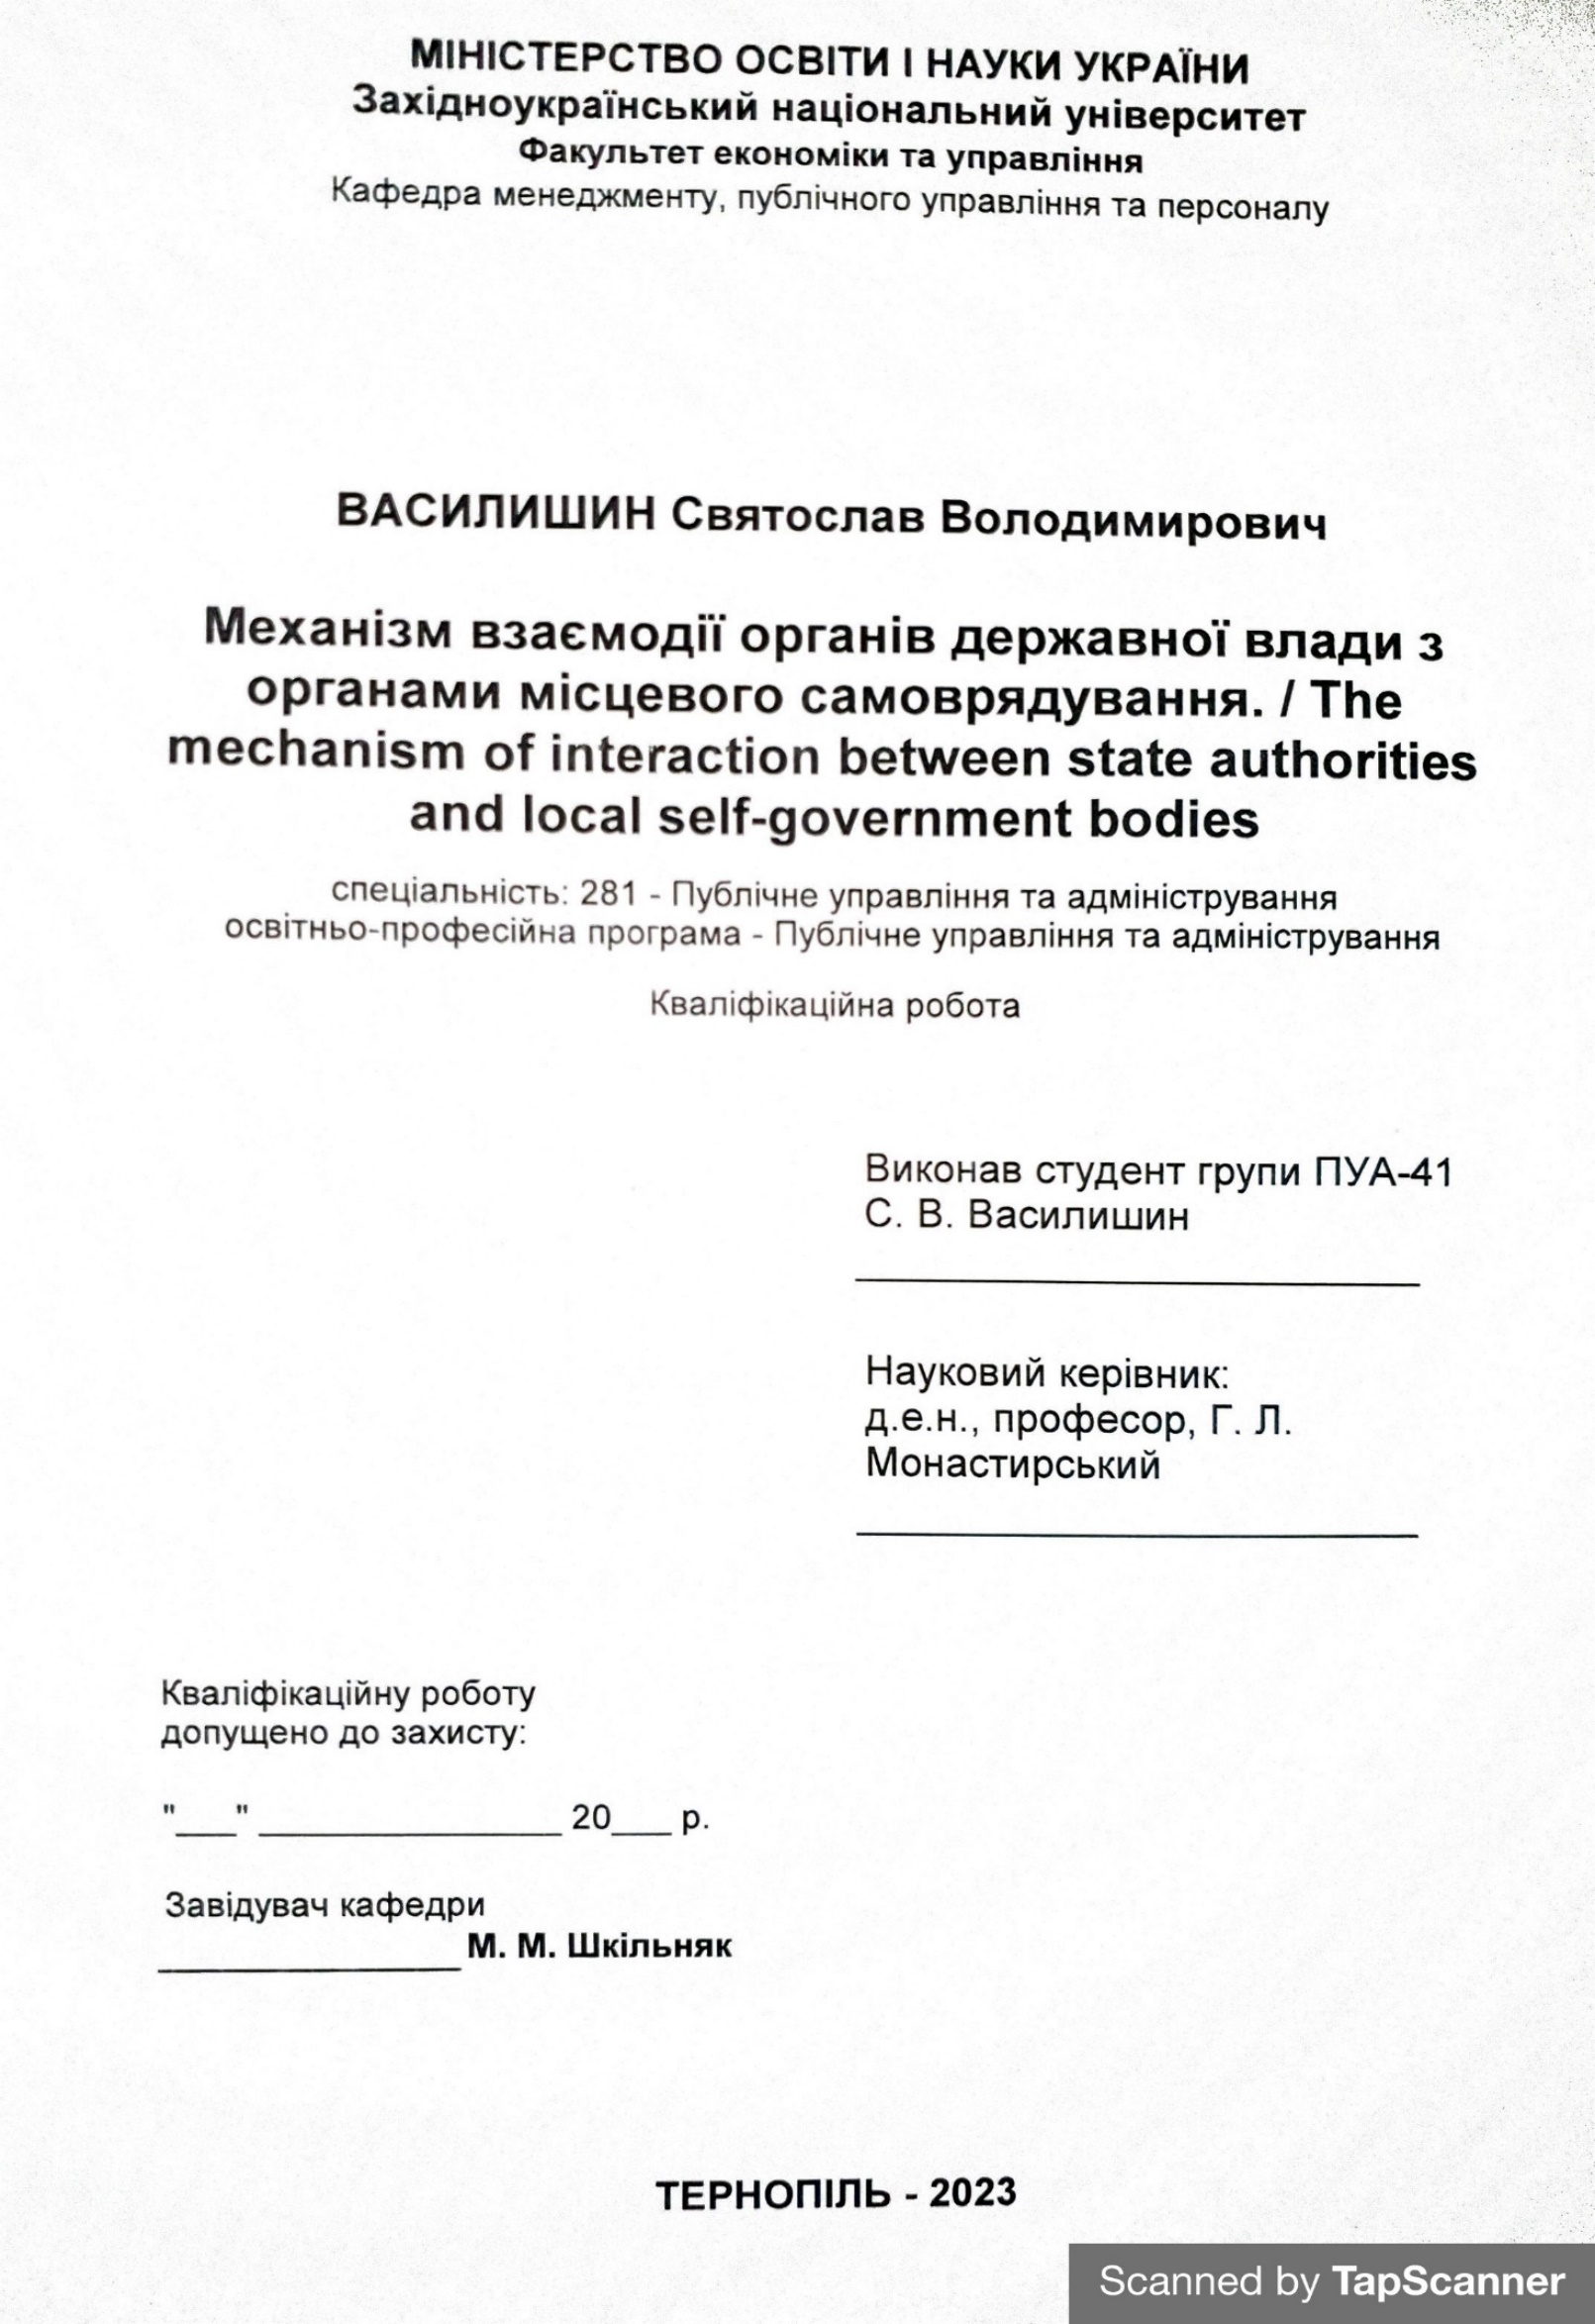 МІНІСТЕРСТВО ОСВІТИ І НАУКИ УКРАЇНИ
Західноукраїнський національний університет
Факультет економіки та управління
Кафедра менеджменту, публічного управління та персоналу
ВАСИЛИШИН Святослав Володимирович
Механізм взаємодії органів державної влади з
органами місцевого самоврядування. / The
mechanism of interaction between state authorities
and local self-government bodies
спеціальність: 281 - Публічне управління та адміністрування
освітньо-професійна програма - Публічне управління та адміністрування
Кваліфікаційна робота
Виконав студент групи ПУА-41
С. В. Василишин
Науковий керівник:
д.е.н., професор, Г. Л.
Монастирський
Кваліфікаційну роботу
допущено до захисту:
"___" _______________ 20___ р.
Завідувач кафедри
_______________ М. М. Шкільняк
ТЕРНОПІЛЬ - 2023
Scanned by TapScanner